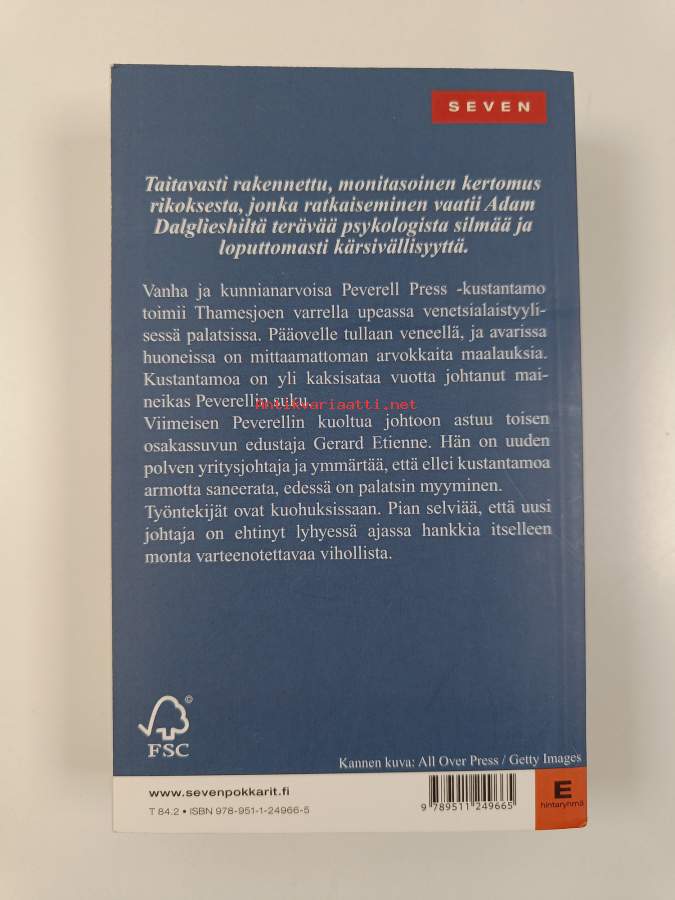 SEVEN
Taitavasti rakennettu, monitasoinen kertomus
rikoksesta, jonka ratkaiseminen vaatii Adam
Dalglieshiltä terävää psykologista silmää ja
loputtomasti kärsivällisyyttä.
Vanha ja kunnianarvoisa Peverell Press -kustantamo
toimii Thamesjoen varrella upeassa venetsialaistyyli-
sessä palatsissa. Pääovelle tullaan veneellä, ja avarissa
huoneissa on mittaamattoman arvokkaita maalauksia.
Kustantamoa on yli kaksisataa vuotta johtanut mai-
neikas Peverellin suku.
Antikvariaatti.net
Viimeisen Peverellin kuoltua johtoon astuu toisen
osakassuvun edustaja Gerard Etienne. Hän on uuden
polven yritysjohtaja ja ymmärtää, että ellei kustantamoa
armotta saneerata, edessä on palatsin myyminen.
Työntekijät ovat kuohuksissaan. Pian selviää, että uusi
johtaja on ehtinyt lyhyessä ajassa hankkia itselleen
monta varteenotettavaa vihollista.
©
FSC
Kannen kuva: All Over Press / Getty Images
www.sevenpokkarit.fi
T 84.2 • ISBN 978-951-1-24966-5
9 789511 249665
E
hintaryhmä